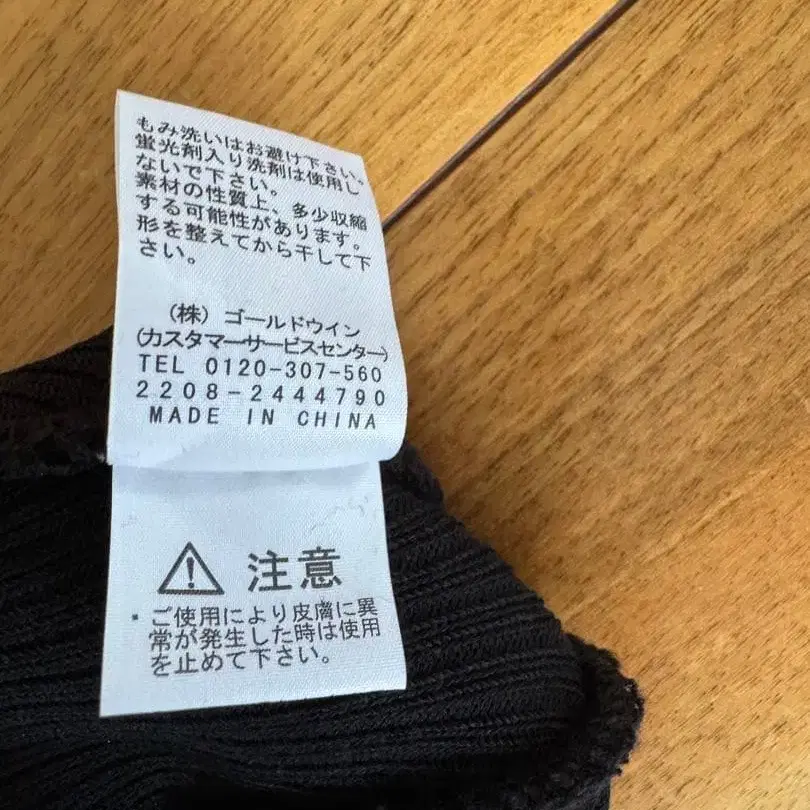 もみ洗いはお避け下さい。
蛍光剤入り洗剤は使用し
ないで下さい。
素材の性質上、多少収縮
する可能性があります。
形を整えてから干して下
さい。
(株) ゴールドウイン
(カスタマーサービスセンター)
TEL 0120-307-560
2208-2444790
MADE IN CHINA
注意
・ご使用により皮膚に異
常が発生した時は使用
を止めて下さい。